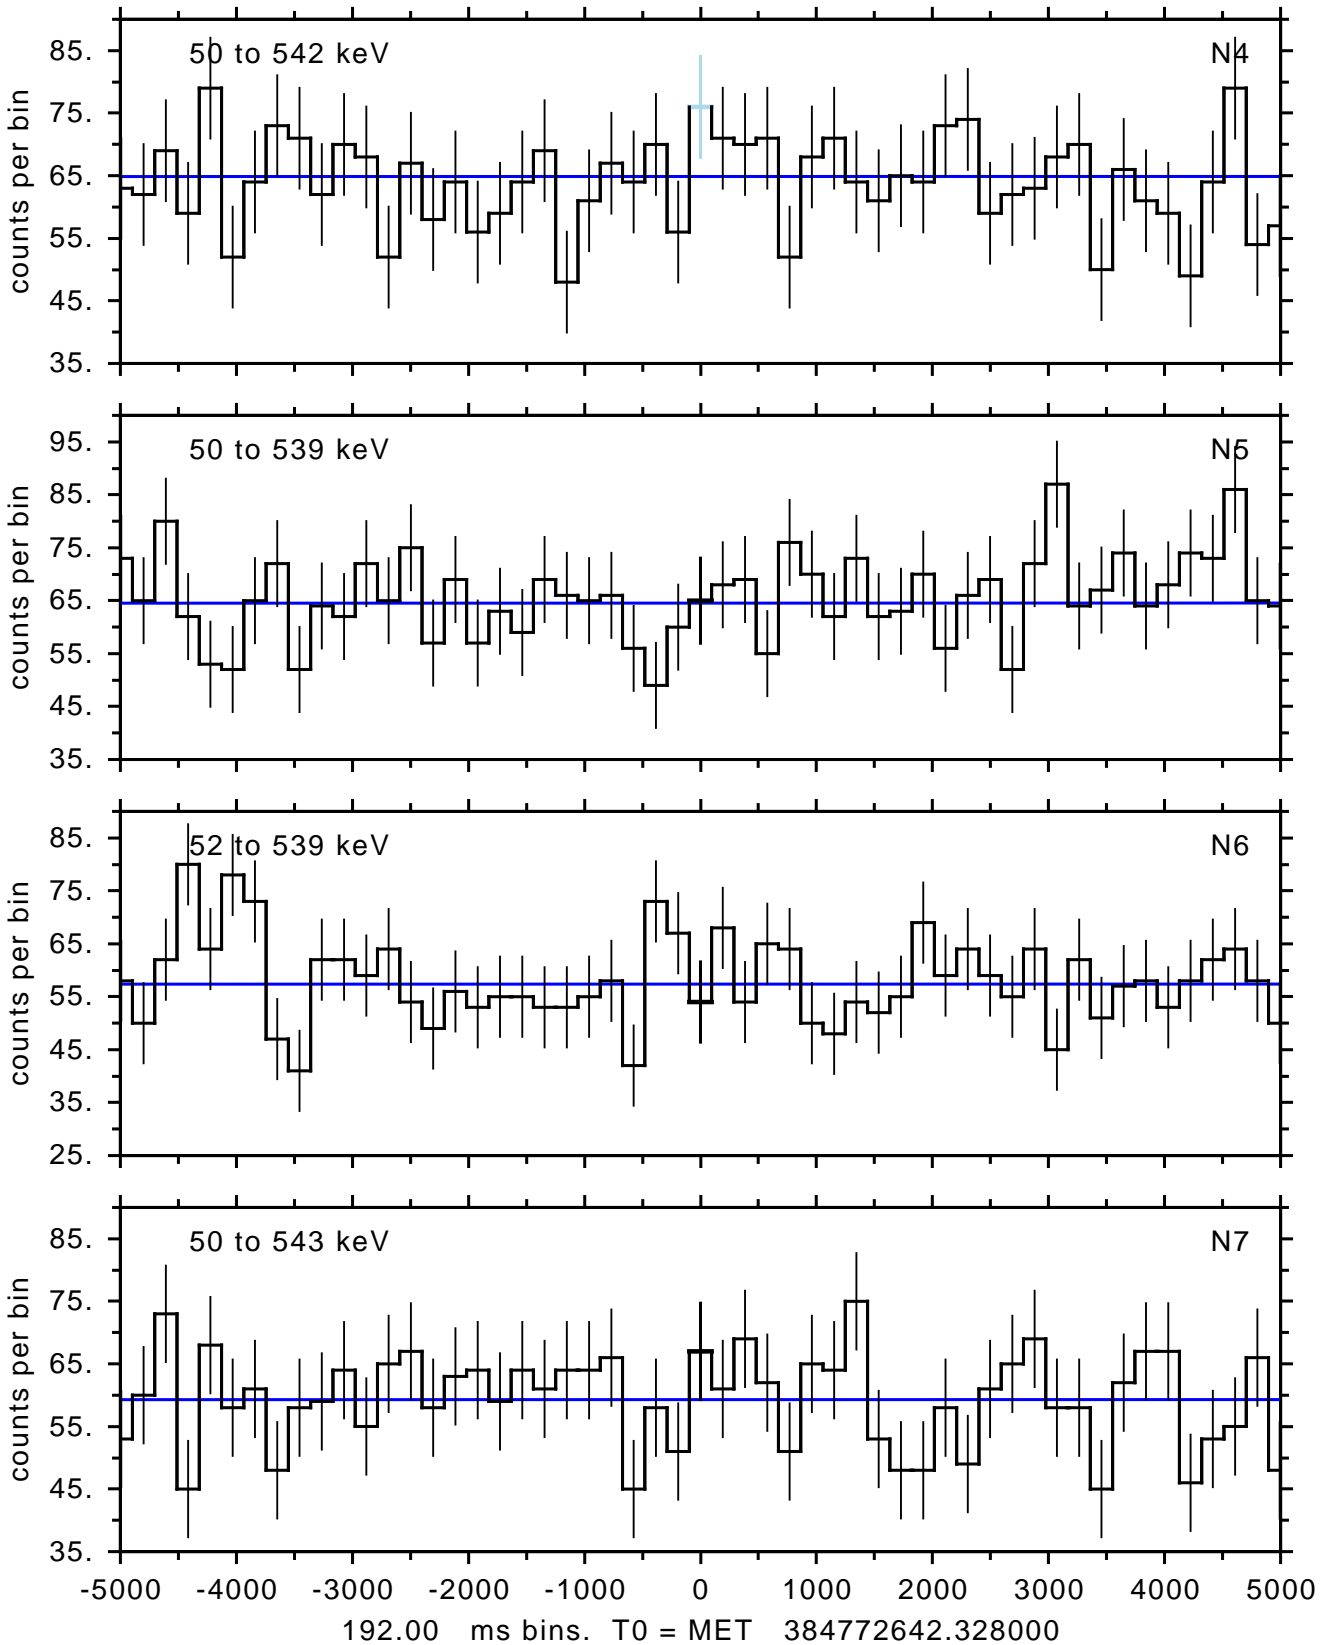 50 to 542 keV N4
85.
75.
65.
55.
45.
35.
counts per bin
50 to 539 keV N5
95.
85.
75.
65.
55.
45.
35.
counts per bin
52 to 539 keV N6
85.
75.
65.
55.
45.
35.
25.
counts per bin
50 to 543 keV N7
85.
75.
65.
55.
45.
35.
counts per bin
-5000 -4000 -3000 -2000 -1000 0 1000 2000 3000 4000 5000
192.00 ms bins. T0 = MET 384772642.328000